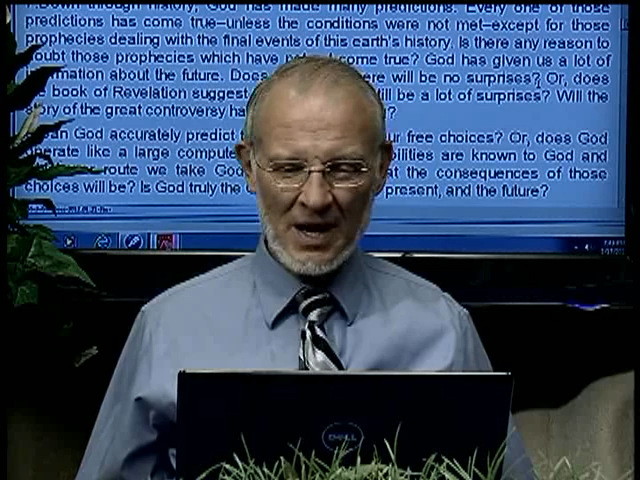 Down through history, God has made many predictions. Every one of those
predictions has come true–unless the conditions were not met–except for those
prophecies dealing with the final events of this earth's history. Is there any reason to
doubt those prophecies which have not come true? God has given us a lot of
information about the future. Does ere will be no surprises? Or, does
e book of Revelation suggest till be a lot of surprises? Will the
story of the great controversy ha ?
an God accurately predict ur free choices? Or, does God
operate like a large compute bilities are known to God and
route we take Go at the consequences of those
choices will be? Is God truly the present, and the future?
DELL